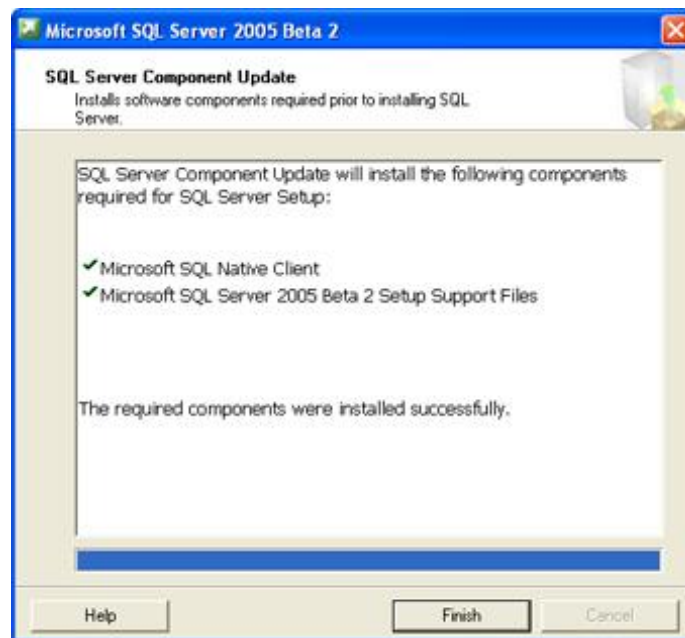 Microsoft SQL Server 2005 Beta 2
SQL Server Component Update
Installs software components required prior to installing SQL
Server.
SQL Server Component Update will install the following components
required for SQL Server Setup:
Microsoft SQL Native Client
Microsoft SQL Server 2005 Beta 2 Setup Support Files
The required components were installed successfully.
Help
Finish
Cancel